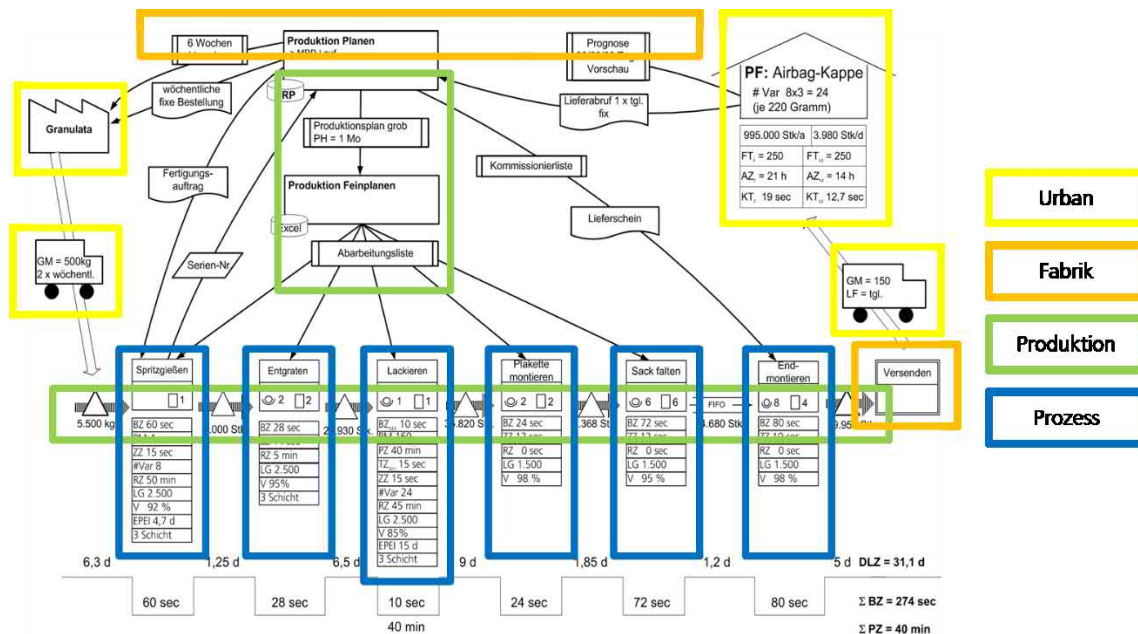 6 Wochen
Produktion Planen
Prognose
Vorschau
PF: Airbag-Kappe
# Var 8x3 = 24
(je 220 Gramm)
wöchentliche
fixe Bestellung
Granulata
RP
Lieferabruf 1 x tgl.
fix
Produktionsplan grob
PH = 1 Mo
995.000 Stk/a 3.980 Stk/d
FT = 250 FT = 250
AZ = 21 h AZ = 14 h
KT 19 sec KT 12,7 sec
Fertigungs-
auftrag
Kommissionierliste
Produktion Feinplanen
Excel
Lieferschein
Abarbeitungsliste
Serien-Nr.
GM = 500kg
2 x wöchentl.
GM = 150
LF = tgl.
Urban
Fabrik
Produktion
Prozess
Spritzgießen
1
BZ 60 sec
ZZ 15 sec
#Var 8
RZ 50 min
LG 2.500
V 92 %
EPEI 4,7 d
3 Schicht
Entgraten
2 2
BZ 28 sec
RZ 5 min
LG 2.500
V 95%
3 Schicht
Lackieren
1 1
BZ 10 sec
PZ 40 min
TZ 15 sec
ZZ 15 sec
#Var 24
RZ 45 min
LG 2.500
V 85%
EPEI 15 d
3 Schicht
Plakette
montieren
2 2
BZ 24 sec
RZ 0 sec
LG 1.500
V 98 %
Sack falten
6 6
BZ 72 sec
RZ 0 sec
LG 1.500
V 95 %
FIFO
End-
montieren
8 4
BZ 80 sec
RZ 0 sec
LG 1.500
V 98 %
Versenden
5.500 kg
6,3 d 1,25 d 6,5 d 9 d 1,85 d 1,2 d 5 d DLZ = 31,1 d
60 sec 28 sec 10 sec 24 sec 72 sec 80 sec Σ BZ = 274 sec
40 min Σ PZ = 40 min